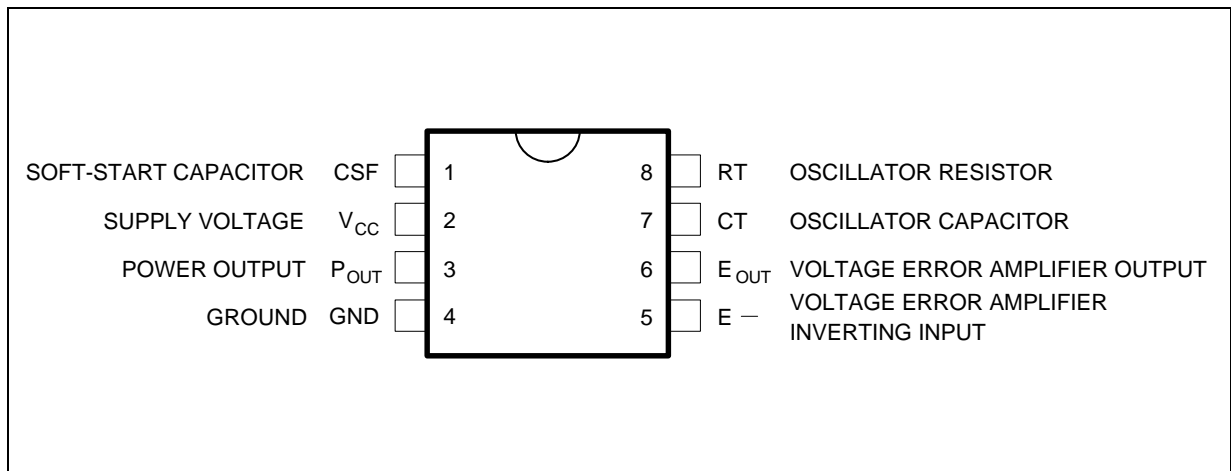 SOFT-START CAPACITOR CSF 1 8 RT OSCILLATOR RESISTOR
SUPPLY VOLTAGE VCC 2 7 CT OSCILLATOR CAPACITOR
POWER OUTPUT POUT 3 6 EOUT VOLTAGE ERROR AMPLIFIER OUTPUT
GROUND GND 4 5 E — VOLTAGE ERROR AMPLIFIER
INVERTING INPUT